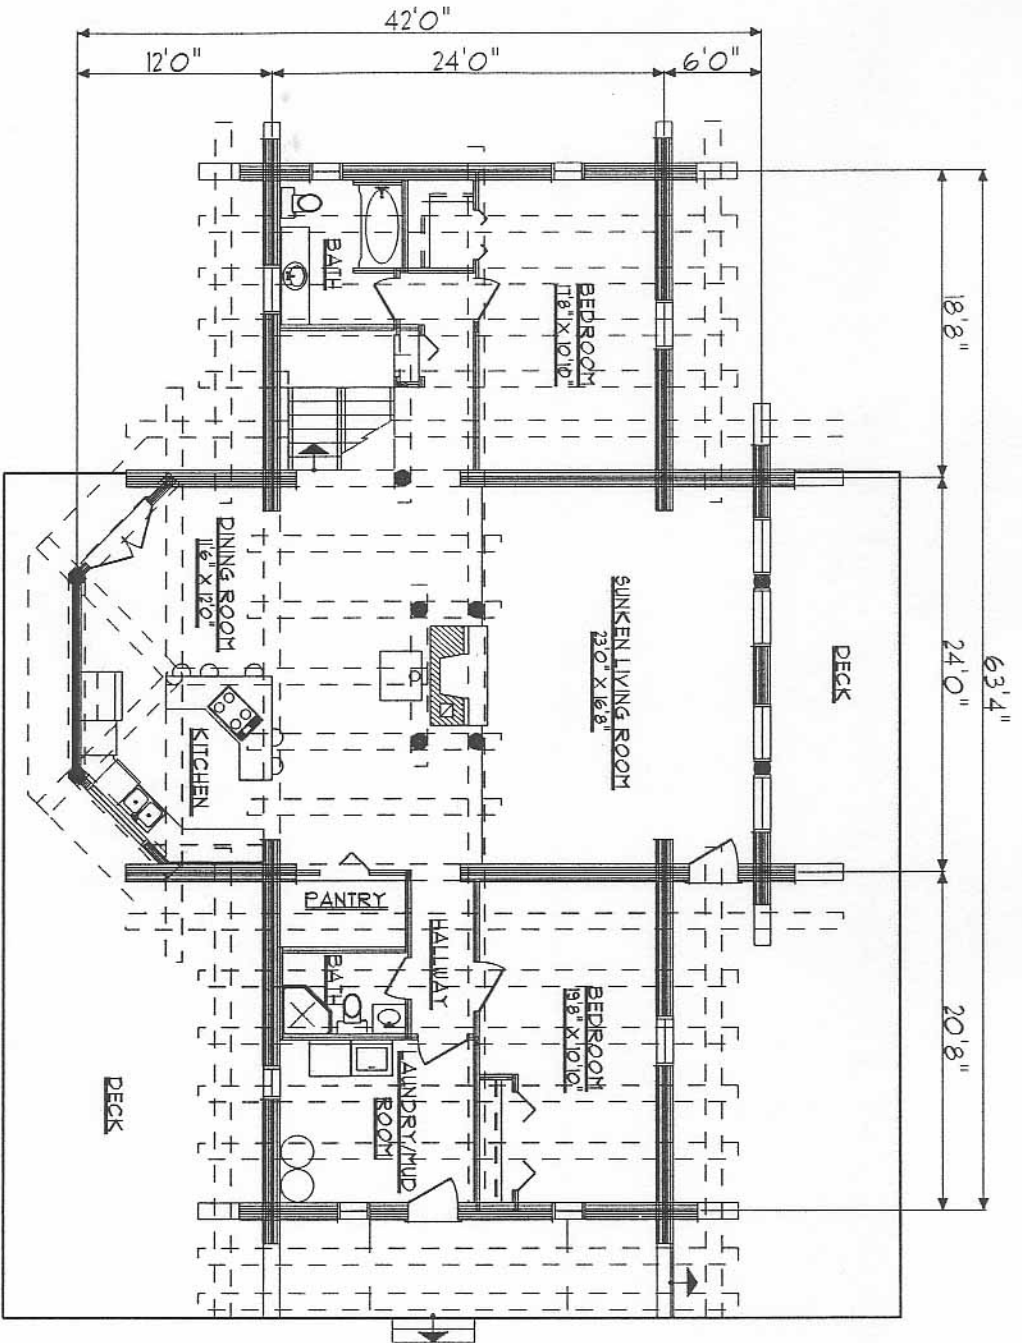 42'0"
12'0"
24'0"
6'0"
BATH
BEDROOM
17'8" X 10'10"
18'8"
DINING ROOM
11'6" X 12'0"
SUNKEN LIVING ROOM
23'0" X 16'8"
DECK
24'0"
63'4"
KITCHEN
PANTRY
HALLWAY
BATH
BEDROOM
19'8" X 10'10"
20'8"
LAUNDRY/MUD
ROOM
DECK